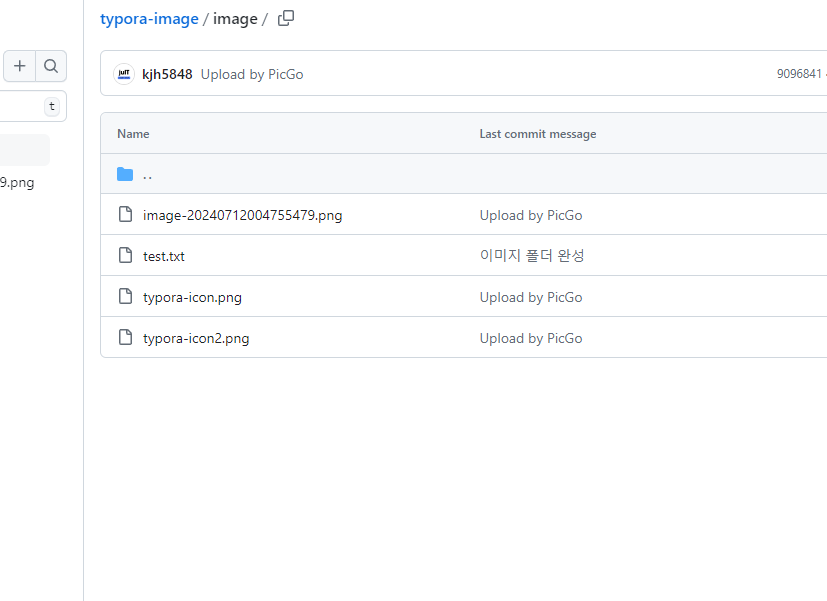 typora-image / image /
t
9.png
kjh5848 Upload by PicGo 9096841
Name Last commit message
..
image-20240712004755479.png Upload by PicGo
test.txt 이미지 폴더 완성
typora-icon.png Upload by PicGo
typora-icon2.png Upload by PicGo